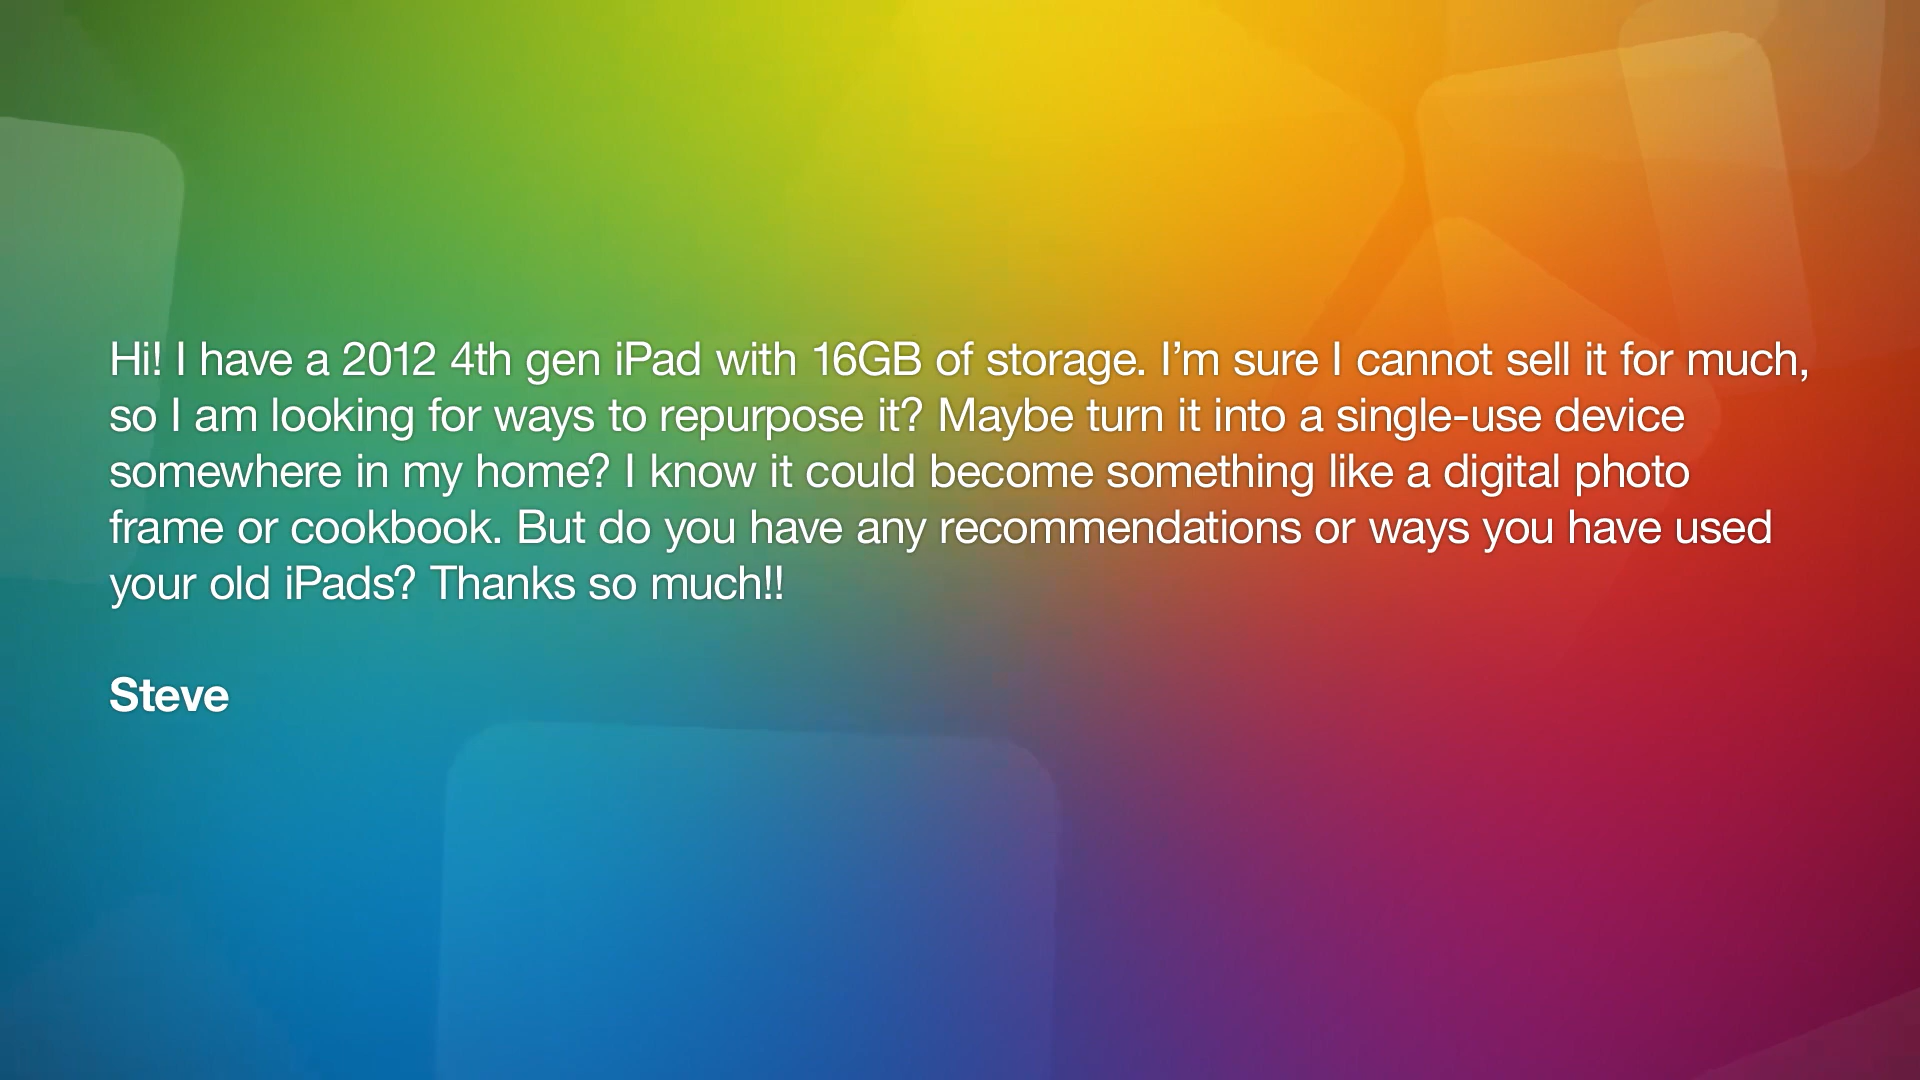 Hi! I have a 2012 4th gen iPad with 16GB of storage. I’m sure I cannot sell it for much,
so I am looking for ways to repurpose it? Maybe turn it into a single-use device
somewhere in my home? I know it could become something like a digital photo
frame or cookbook. But do you have any recommendations or ways you have used
your old iPads? Thanks so much!!
Steve